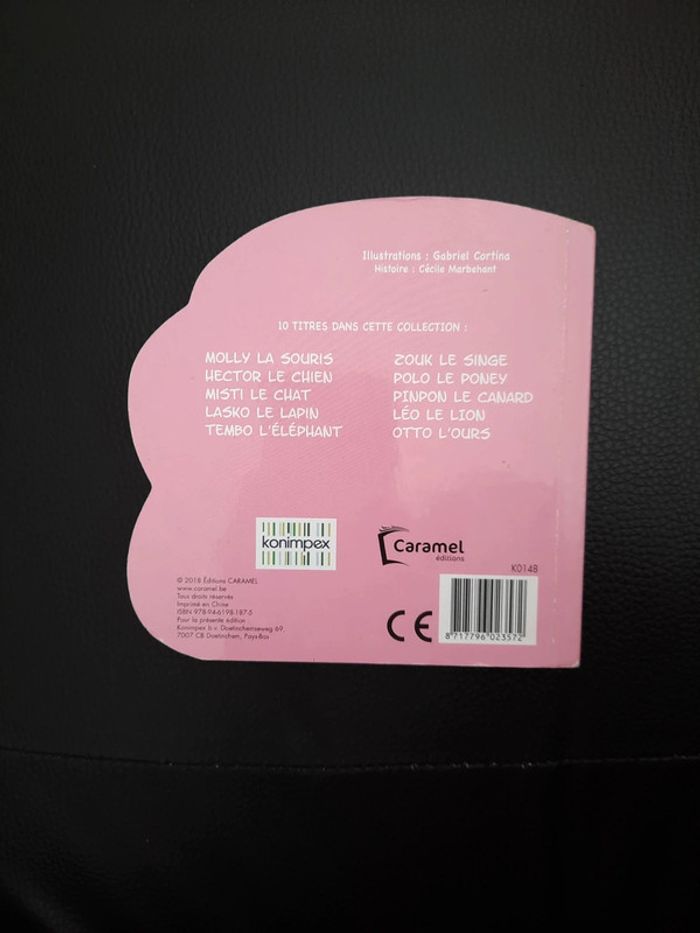 Illustrations : Gabriel Cortina
Histoire : Cécile Marbehant
10 TITRES DANS CETTE COLLECTION :
MOLLY LA SOURIS
HECTOR LE CHIEN
MISTI LE CHAT
LASKO LE LAPIN
TEMBO L'ÉLÉPHANT
ZOUK LE SINGE
POLO LE PONEY
PINPON LE CANARD
LÉO LE LION
OTTO L'OURS
konimpex
Caramel
éditions
K0148
© 2018 Éditions CARAMEL
www.caramel.be
Tous droits réservés
Imprimé en Chine
ISBN 978-94-6198-187-5
Pour la présente édition :
Konimpex b.v. Doetinchemseweg 69,
7007 CB Doetinchem, Pays-Bas
CE
8 717796 023572